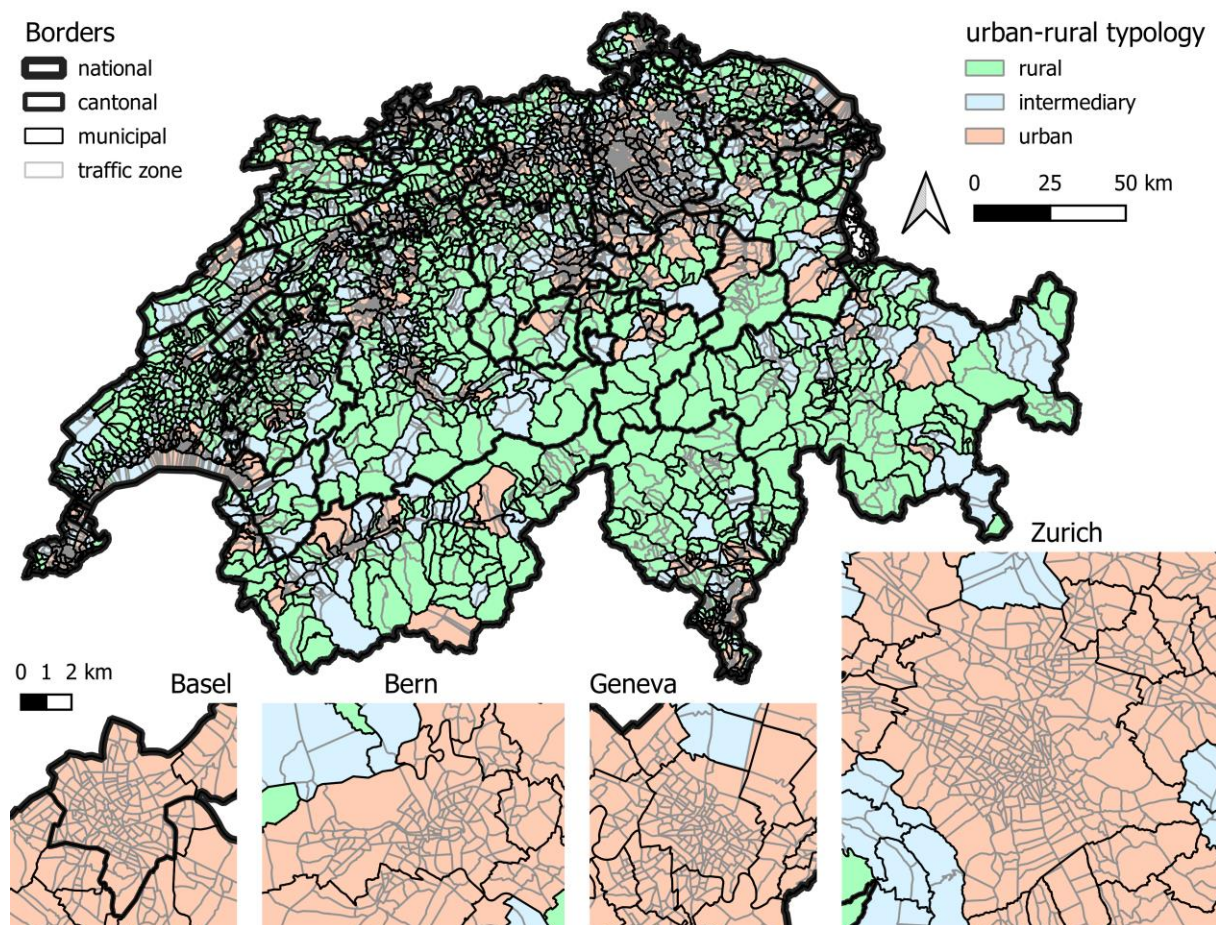 Borders
national
cantonal
municipal
traffic zone
urban-rural typology
rural
intermediary
urban
0 25 50 km
Zurich
0 1 2 km
Basel
Bern
Geneva